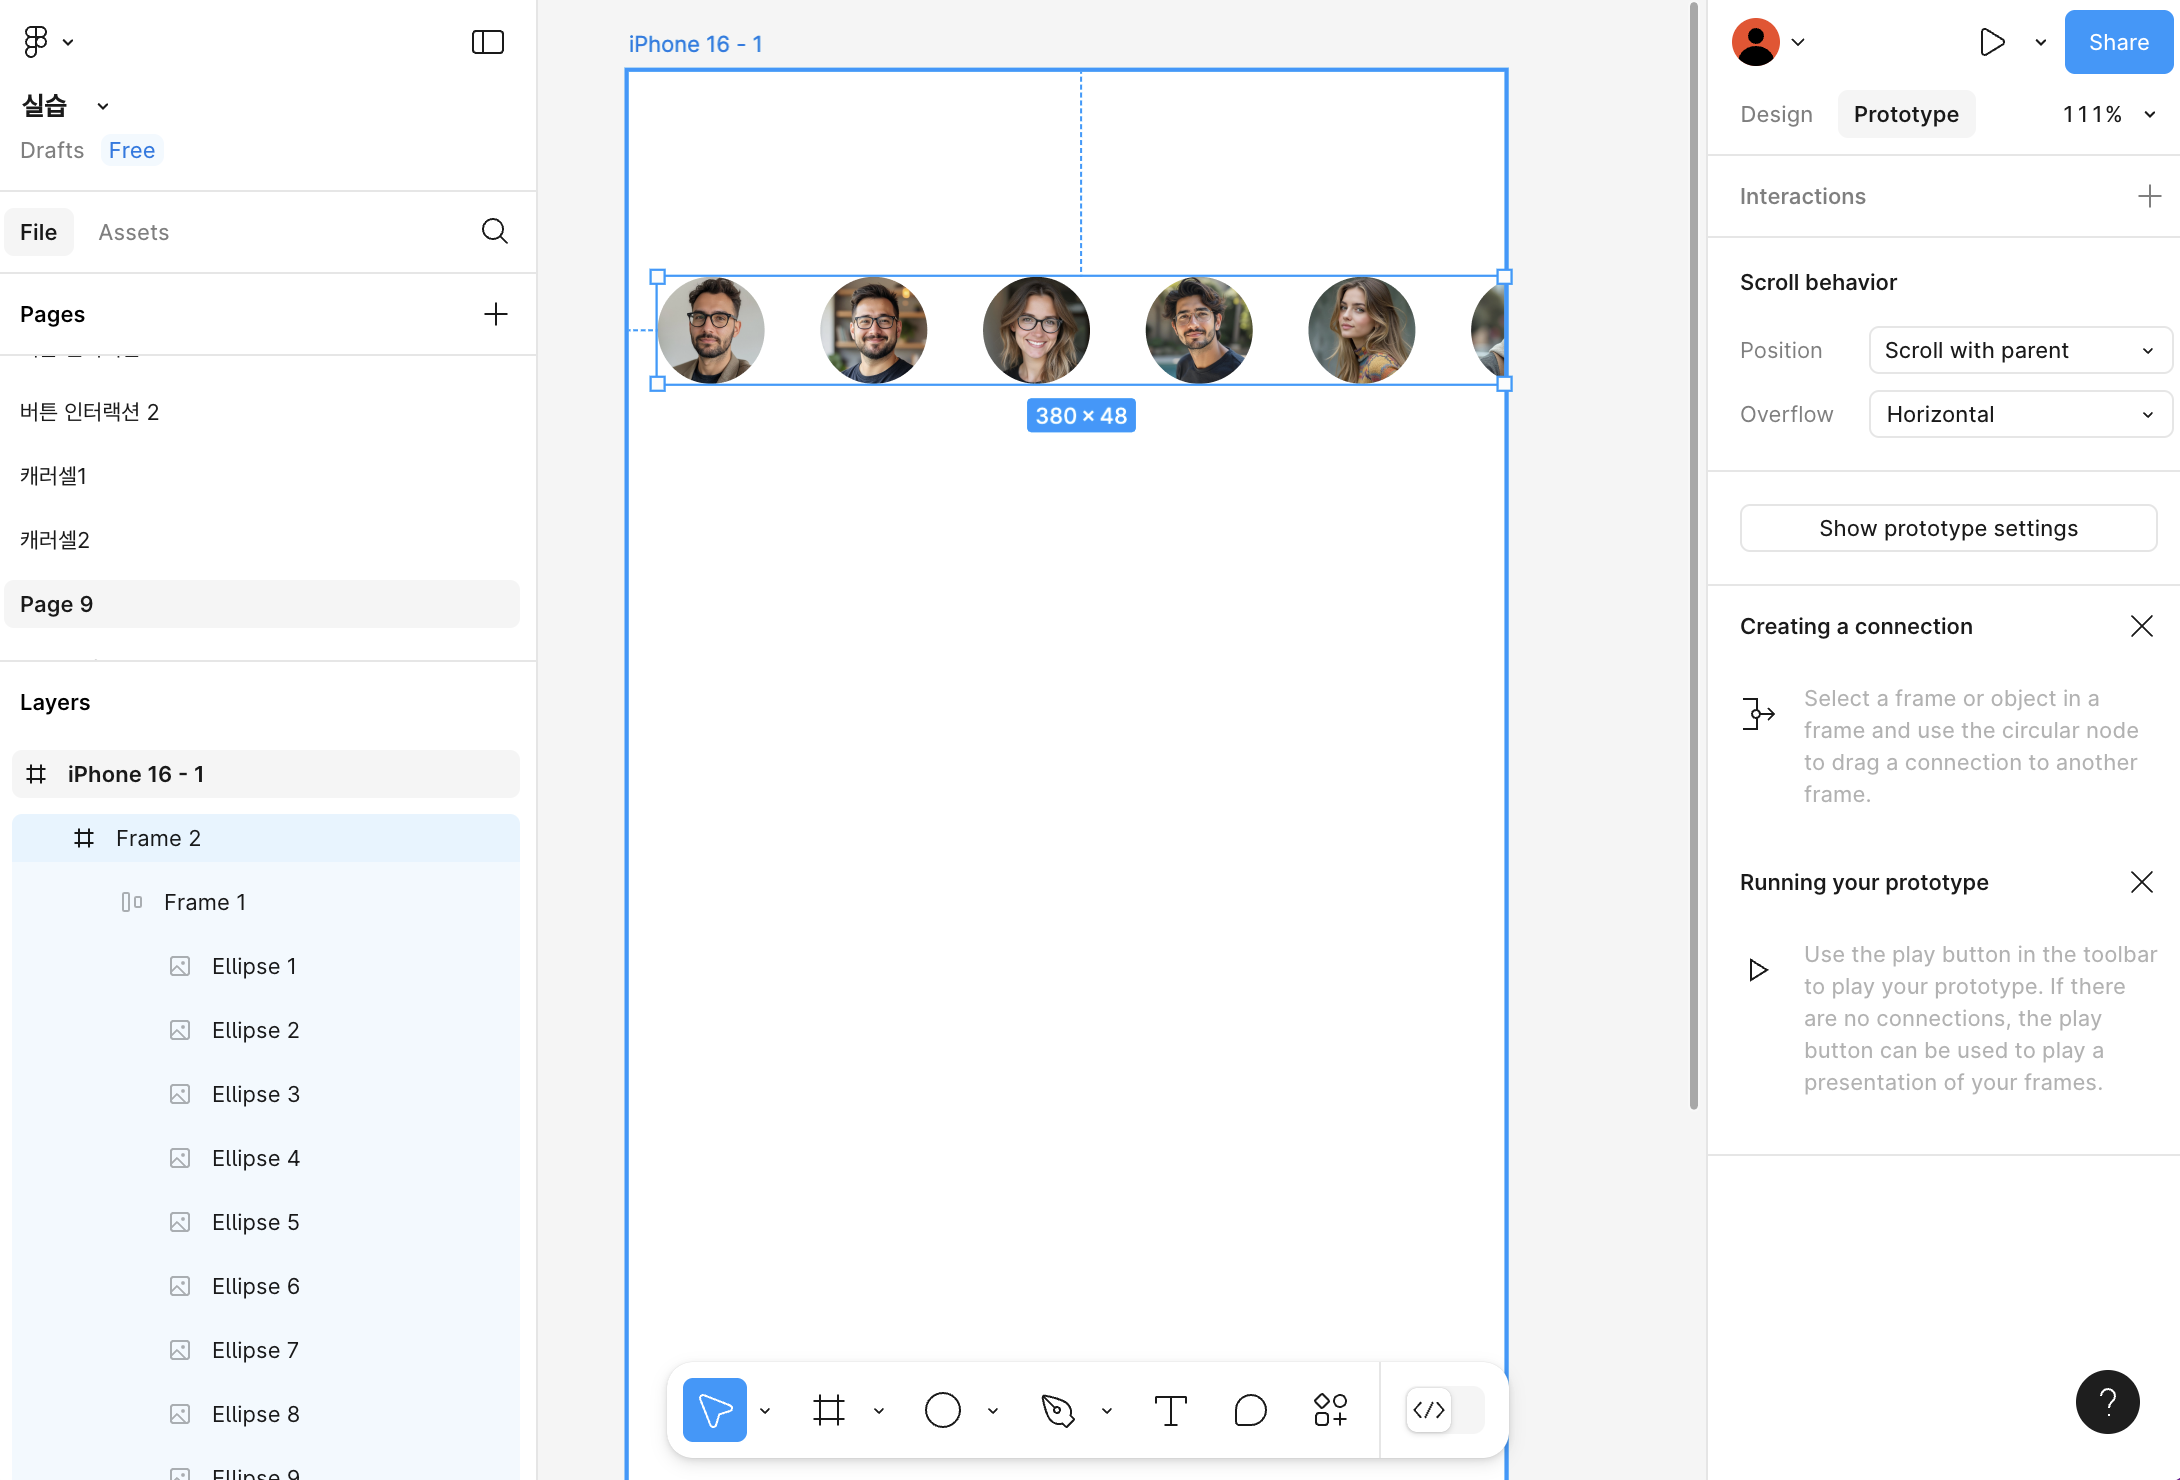 실습
Drafts
Free
File
Assets
Pages
버튼 인터랙션 2
캐러셀1
캐러셀2
Page 9
Layers
iPhone 16 - 1
Frame 2
Frame 1
Ellipse 1
Ellipse 2
Ellipse 3
Ellipse 4
Ellipse 5
Ellipse 6
Ellipse 7
Ellipse 8
Ellipse 9
iPhone 16 - 1
380 × 48
Share
Design
Prototype
111%
Interactions
Scroll behavior
Position
Scroll with parent
Overflow
Horizontal
Show prototype settings
Creating a connection
Select a frame or object in a
frame and use the circular node
to drag a connection to another
frame.
Running your prototype
Use the play button in the toolbar
to play your prototype. If there
are no connections, the play
button can be used to play a
presentation of your frames.
?